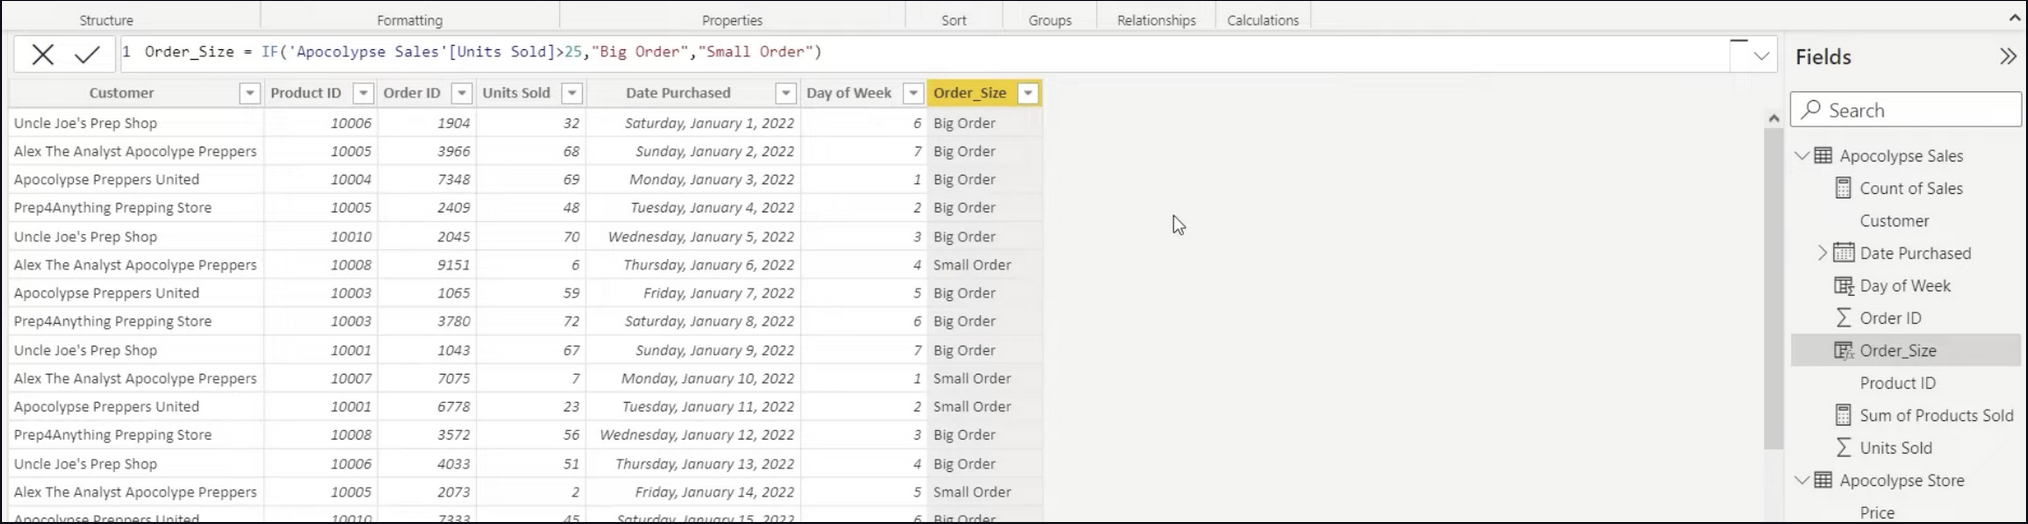 Structure Formatting Properties Sort Groups Relationships Calculations
1 Order_Size = IF('Apocolypse Sales'[Units Sold]>25,"Big Order","Small Order")
Customer Product ID Order ID Units Sold Date Purchased Day of Week Order_Size
Uncle Joe's Prep Shop 10006 1904 32 Saturday, January 1, 2022 6 Big Order
Alex The Analyst Apocolype Preppers 10005 3966 68 Sunday, January 2, 2022 7 Big Order
Apocolypse Preppers United 10004 7348 69 Monday, January 3, 2022 1 Big Order
Prep4Anything Prepping Store 10005 2409 48 Tuesday, January 4, 2022 2 Big Order
Uncle Joe's Prep Shop 10010 2045 70 Wednesday, January 5, 2022 3 Big Order
Alex The Analyst Apocolype Preppers 10008 9151 6 Thursday, January 6, 2022 4 Small Order
Apocolypse Preppers United 10003 1065 59 Friday, January 7, 2022 5 Big Order
Prep4Anything Prepping Store 10003 3780 72 Saturday, January 8, 2022 6 Big Order
Uncle Joe's Prep Shop 10001 1043 67 Sunday, January 9, 2022 7 Big Order
Alex The Analyst Apocolype Preppers 10007 7075 7 Monday, January 10, 2022 1 Small Order
Apocolypse Preppers United 10001 6778 23 Tuesday, January 11, 2022 2 Small Order
Prep4Anything Prepping Store 10008 3572 56 Wednesday, January 12, 2022 3 Big Order
Uncle Joe's Prep Shop 10006 4033 51 Thursday, January 13, 2022 4 Big Order
Alex The Analyst Apocolype Preppers 10005 2073 2 Friday, January 14, 2022 5 Small Order
Apocolypse Preppers United 10010 7333 45 Saturday, January 15, 2022 6 Big Order
Fields
Search
Apocolypse Sales
Count of Sales
Customer
Date Purchased
Day of Week
Order ID
Order_Size
Product ID
Sum of Products Sold
Units Sold
Apocolypse Store
Price